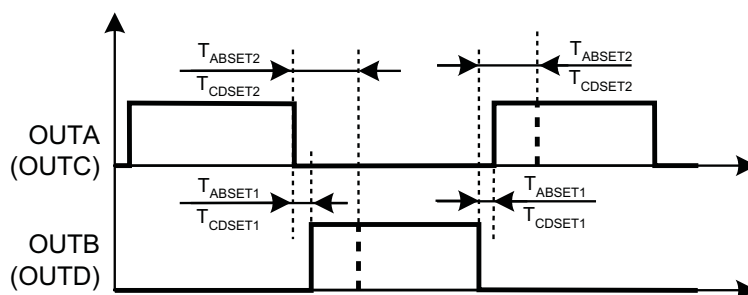 TABSET2
TCDSET2
TABSET2
TCDSET2
OUTA
(OUTC)
TABSET1
TCDSET1
TABSET1
TCDSET1
OUTB
(OUTD)